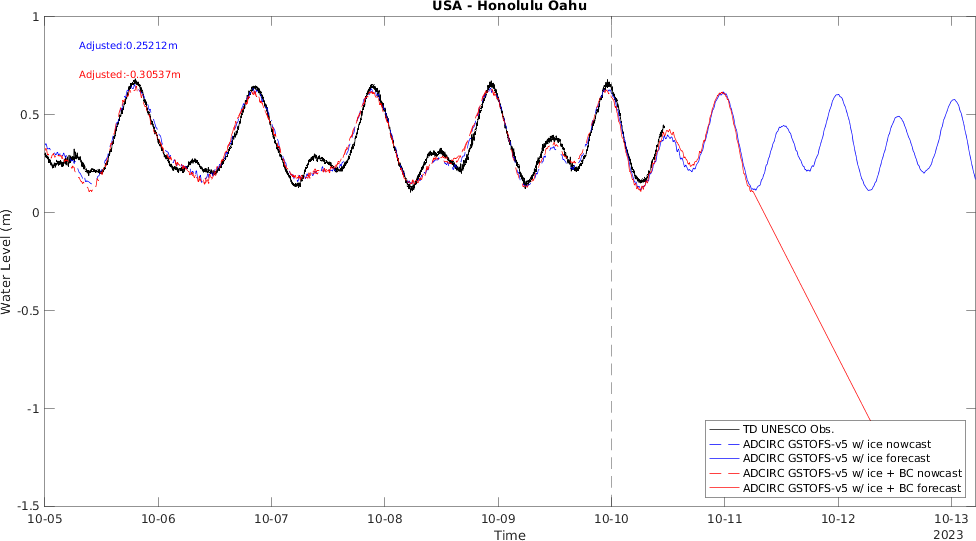 USA - Honolulu Oahu
Adjusted:0.25212m
Adjusted:-0.30537m
1
0.5
0
-0.5
-1
-1.5
Water Level (m)
TD UNESCO Obs.
ADCIRC GSTOFS-v5 w/ ice nowcast
ADCIRC GSTOFS-v5 w/ ice forecast
ADCIRC GSTOFS-v5 w/ ice + BC nowcast
ADCIRC GSTOFS-v5 w/ ice + BC forecast
10-05 10-06 10-07 10-08 10-09 10-10 10-11 10-12 10-13
Time
2023